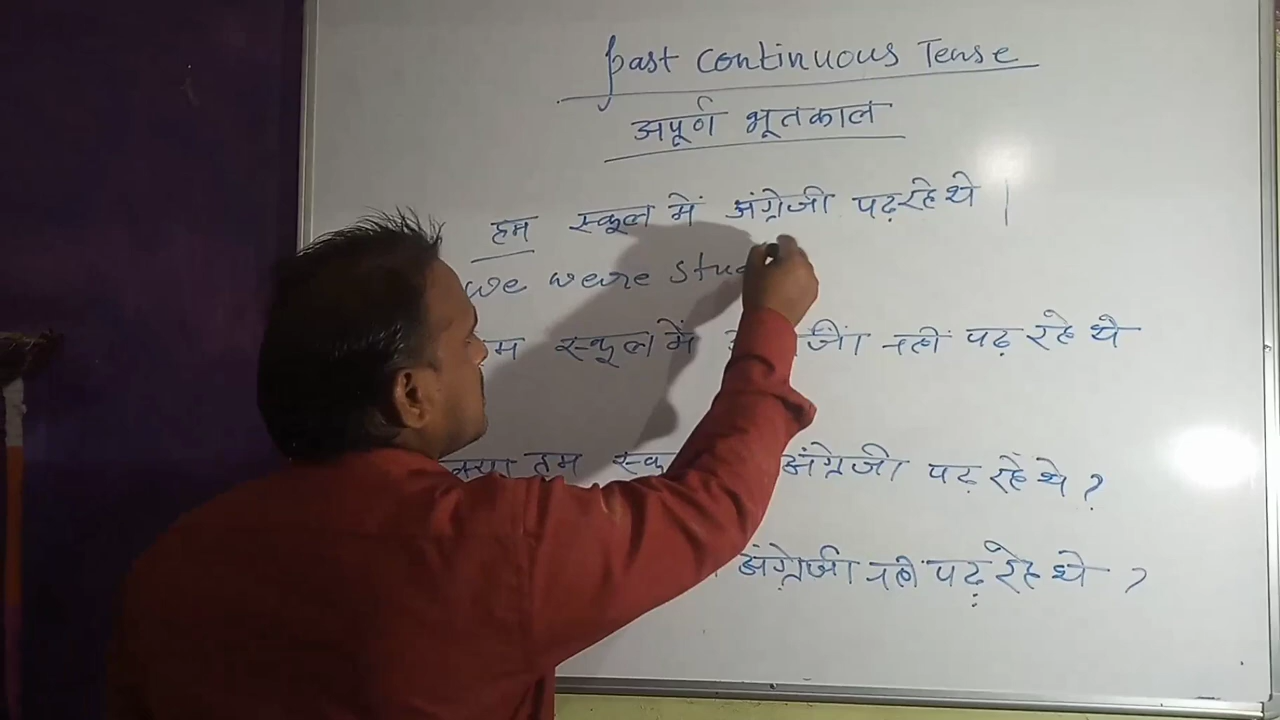 Past Continuous Tense
अपूर्ण भूतकाल
हम स्कूल में अंग्रेजी पढ़ रहे थे |
we were stud
स्कूल में नहीं पढ़ रहे थे
क्या हम अंग्रेजी पढ़ रहें थे ?
अंग्रेजी नही पढ़ रहे थे ?